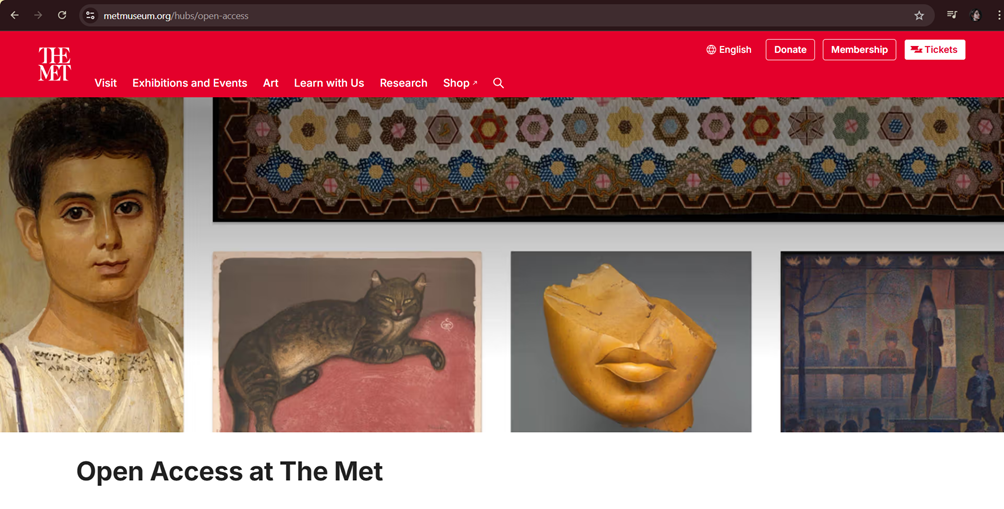 metmuseum.org/hubs/open-access
THE
MET
English
Donate
Membership
Tickets
Visit
Exhibitions and Events
Art
Learn with Us
Research
Shop
Open Access at The Met